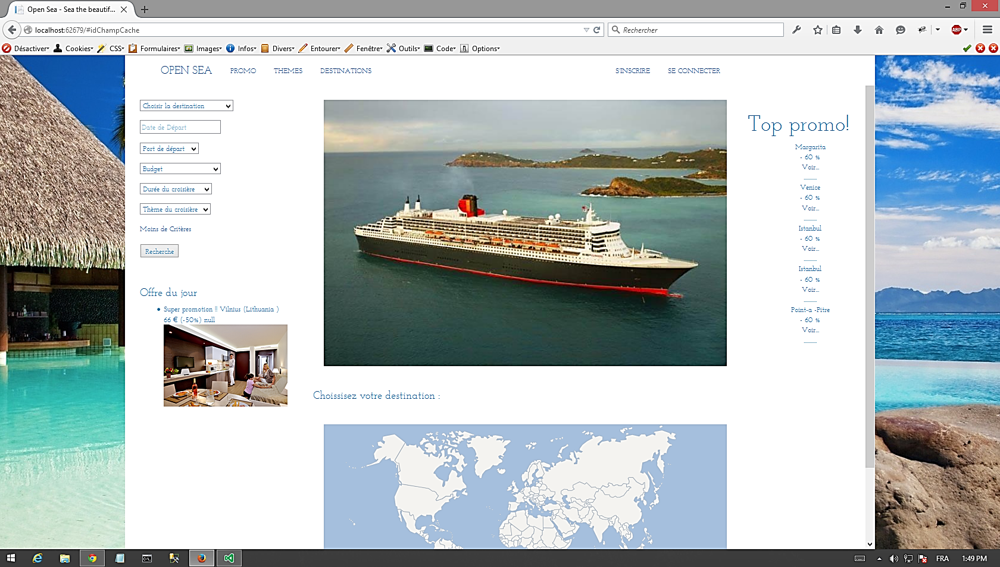 Open Sea - Sea the beautif...
localhost:62679/#idChampCache
Rechercher
ABP
Désactiver Cookies CSS Formulaires Images Infos Divers Entourer Fenêtre Outils Code Options
OPEN SEA PROMO THEMES DESTINATIONS S'INSCRIRE SE CONNECTER
Choisir la destination
Date de Départ
Port de départ
Budget
Durée du croisière
Thème du croisière
Moins de Critères
Recherche
Offre du jour
Super promotion !! Vilnius (Lithuania )
66 € (-50%) null
Top promo!
Margarita
- 60 %
Voir...
...........
Venice
- 60 %
Voir...
...........
Istanbul
- 60 %
Voir...
...........
Istanbul
- 60 %
Voir...
...........
Point-a -Pitre
- 60 %
Voir...
...........
Choissisez votre destination :
FRA 1:49 PM